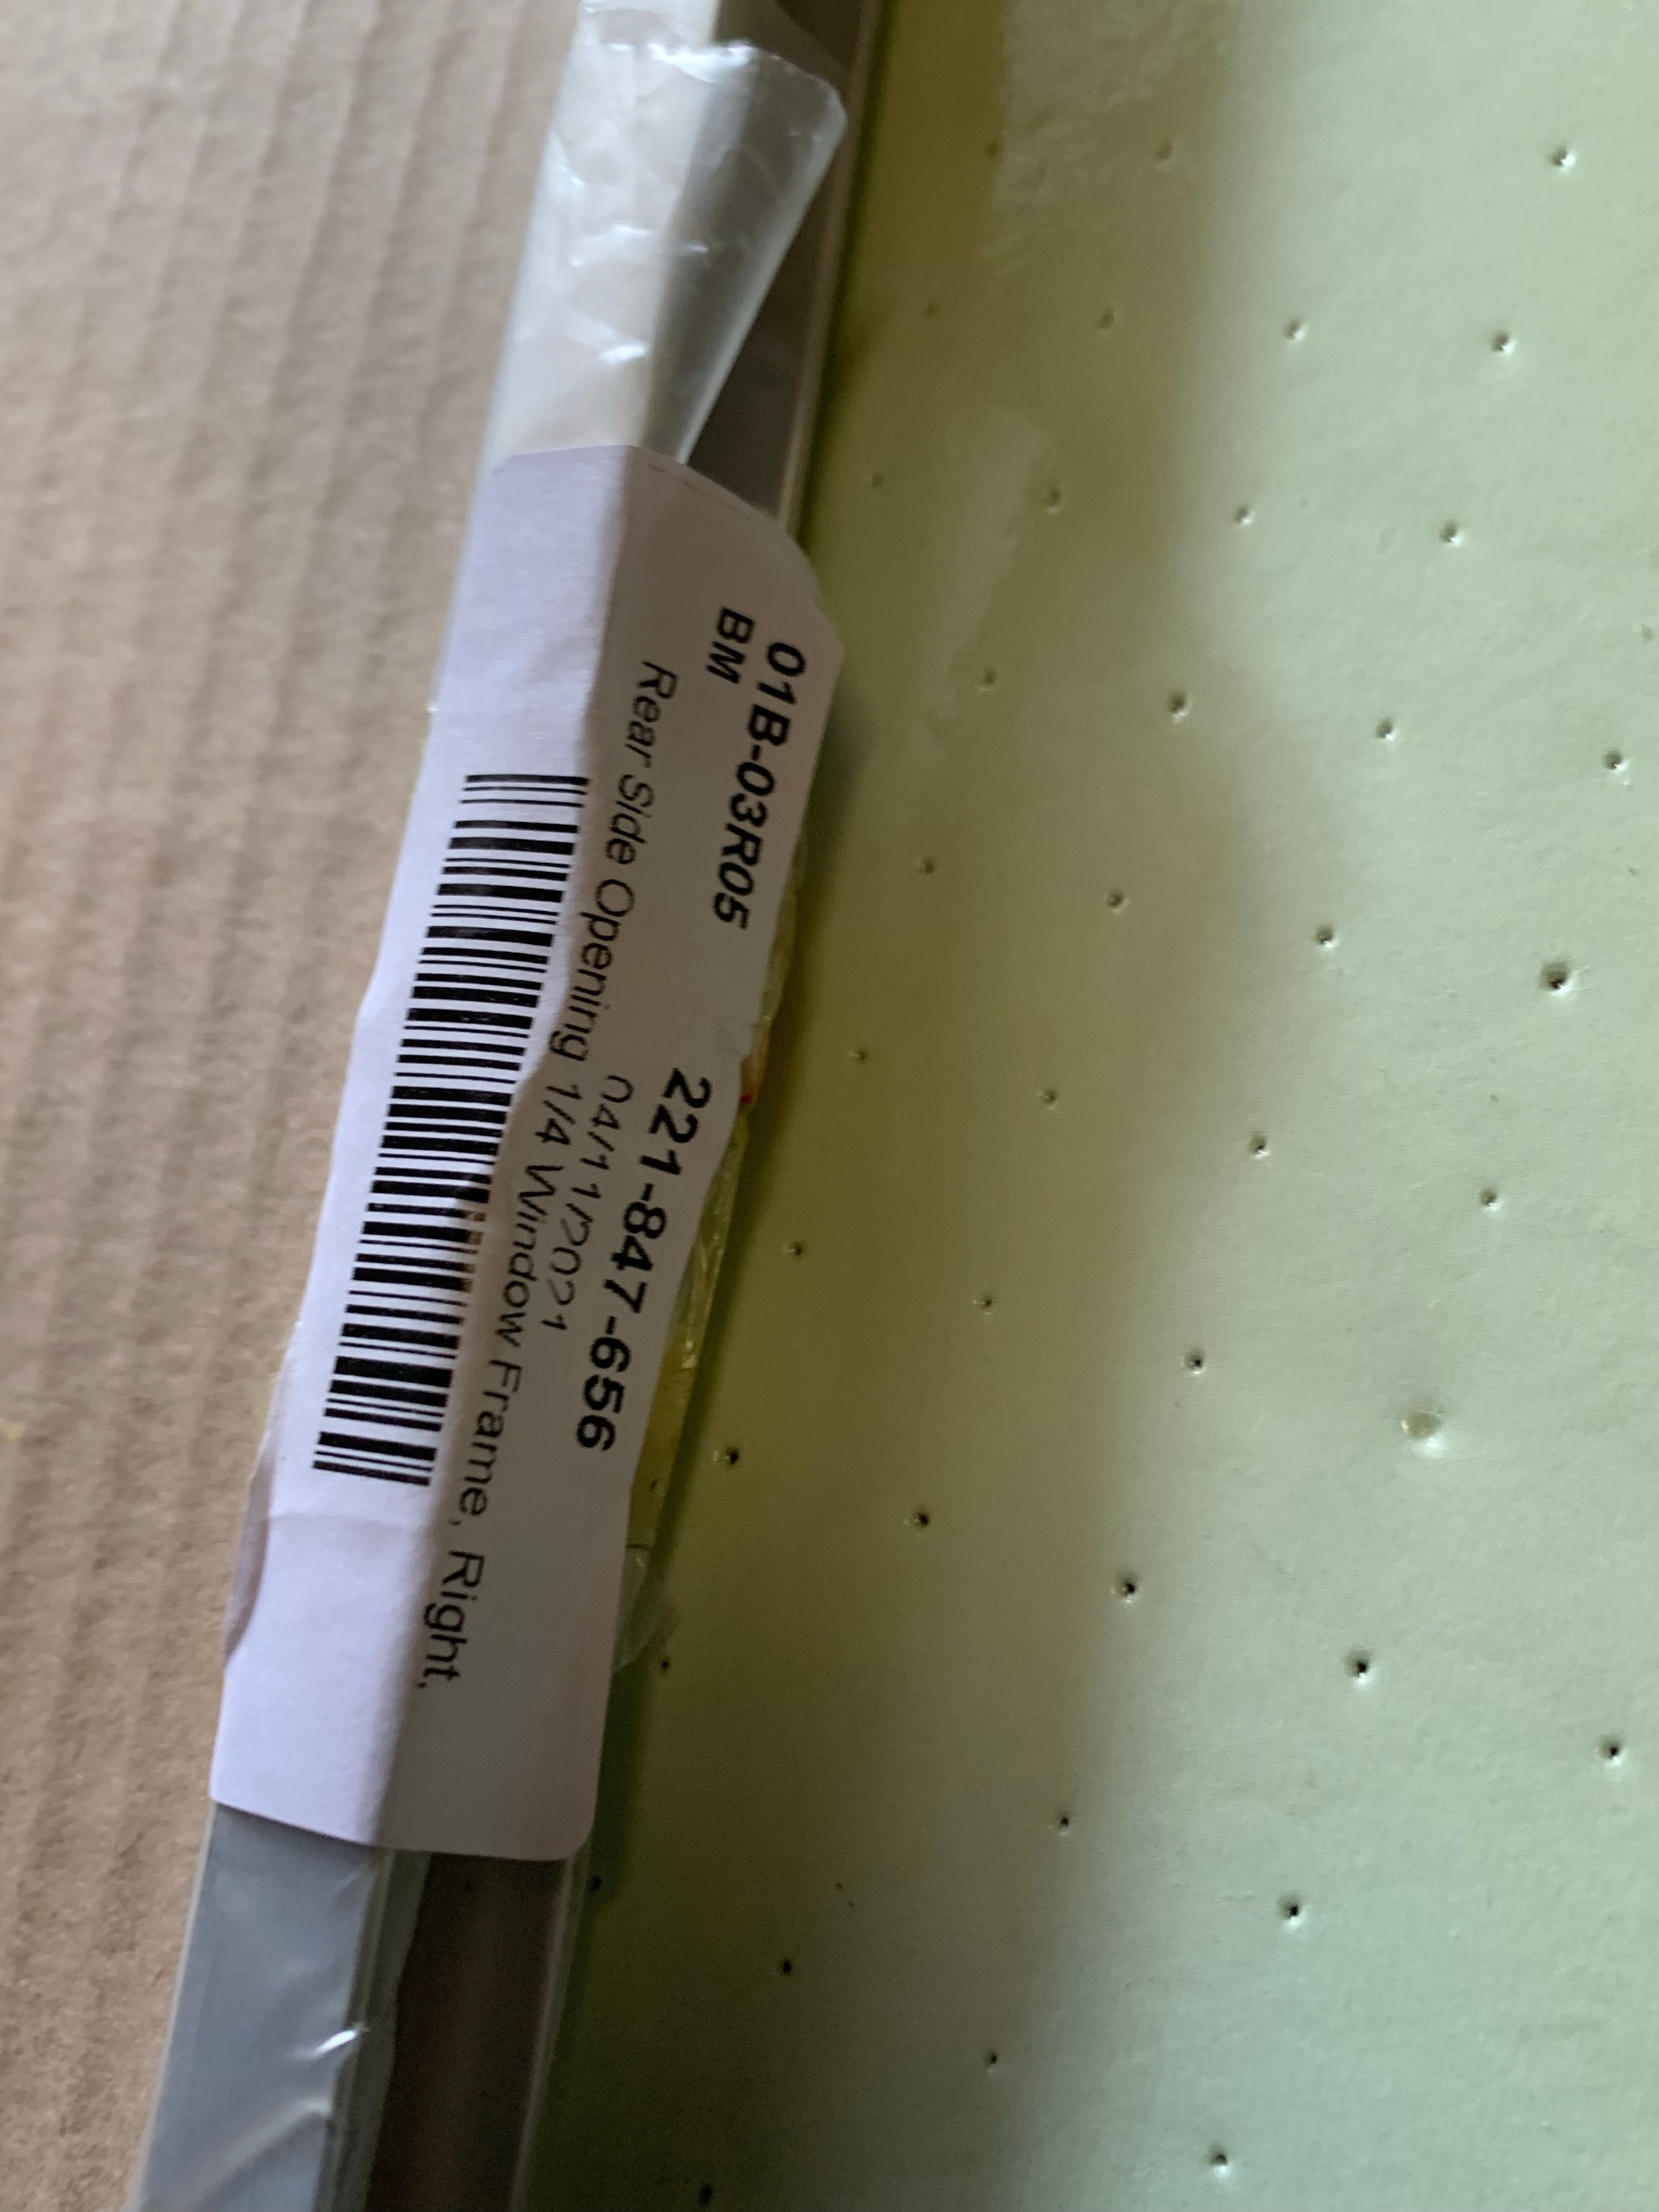 01B-03R05 221-847-656
BM 04/11/2021
Rear Side Opening 1/4 Window Frame, Right,